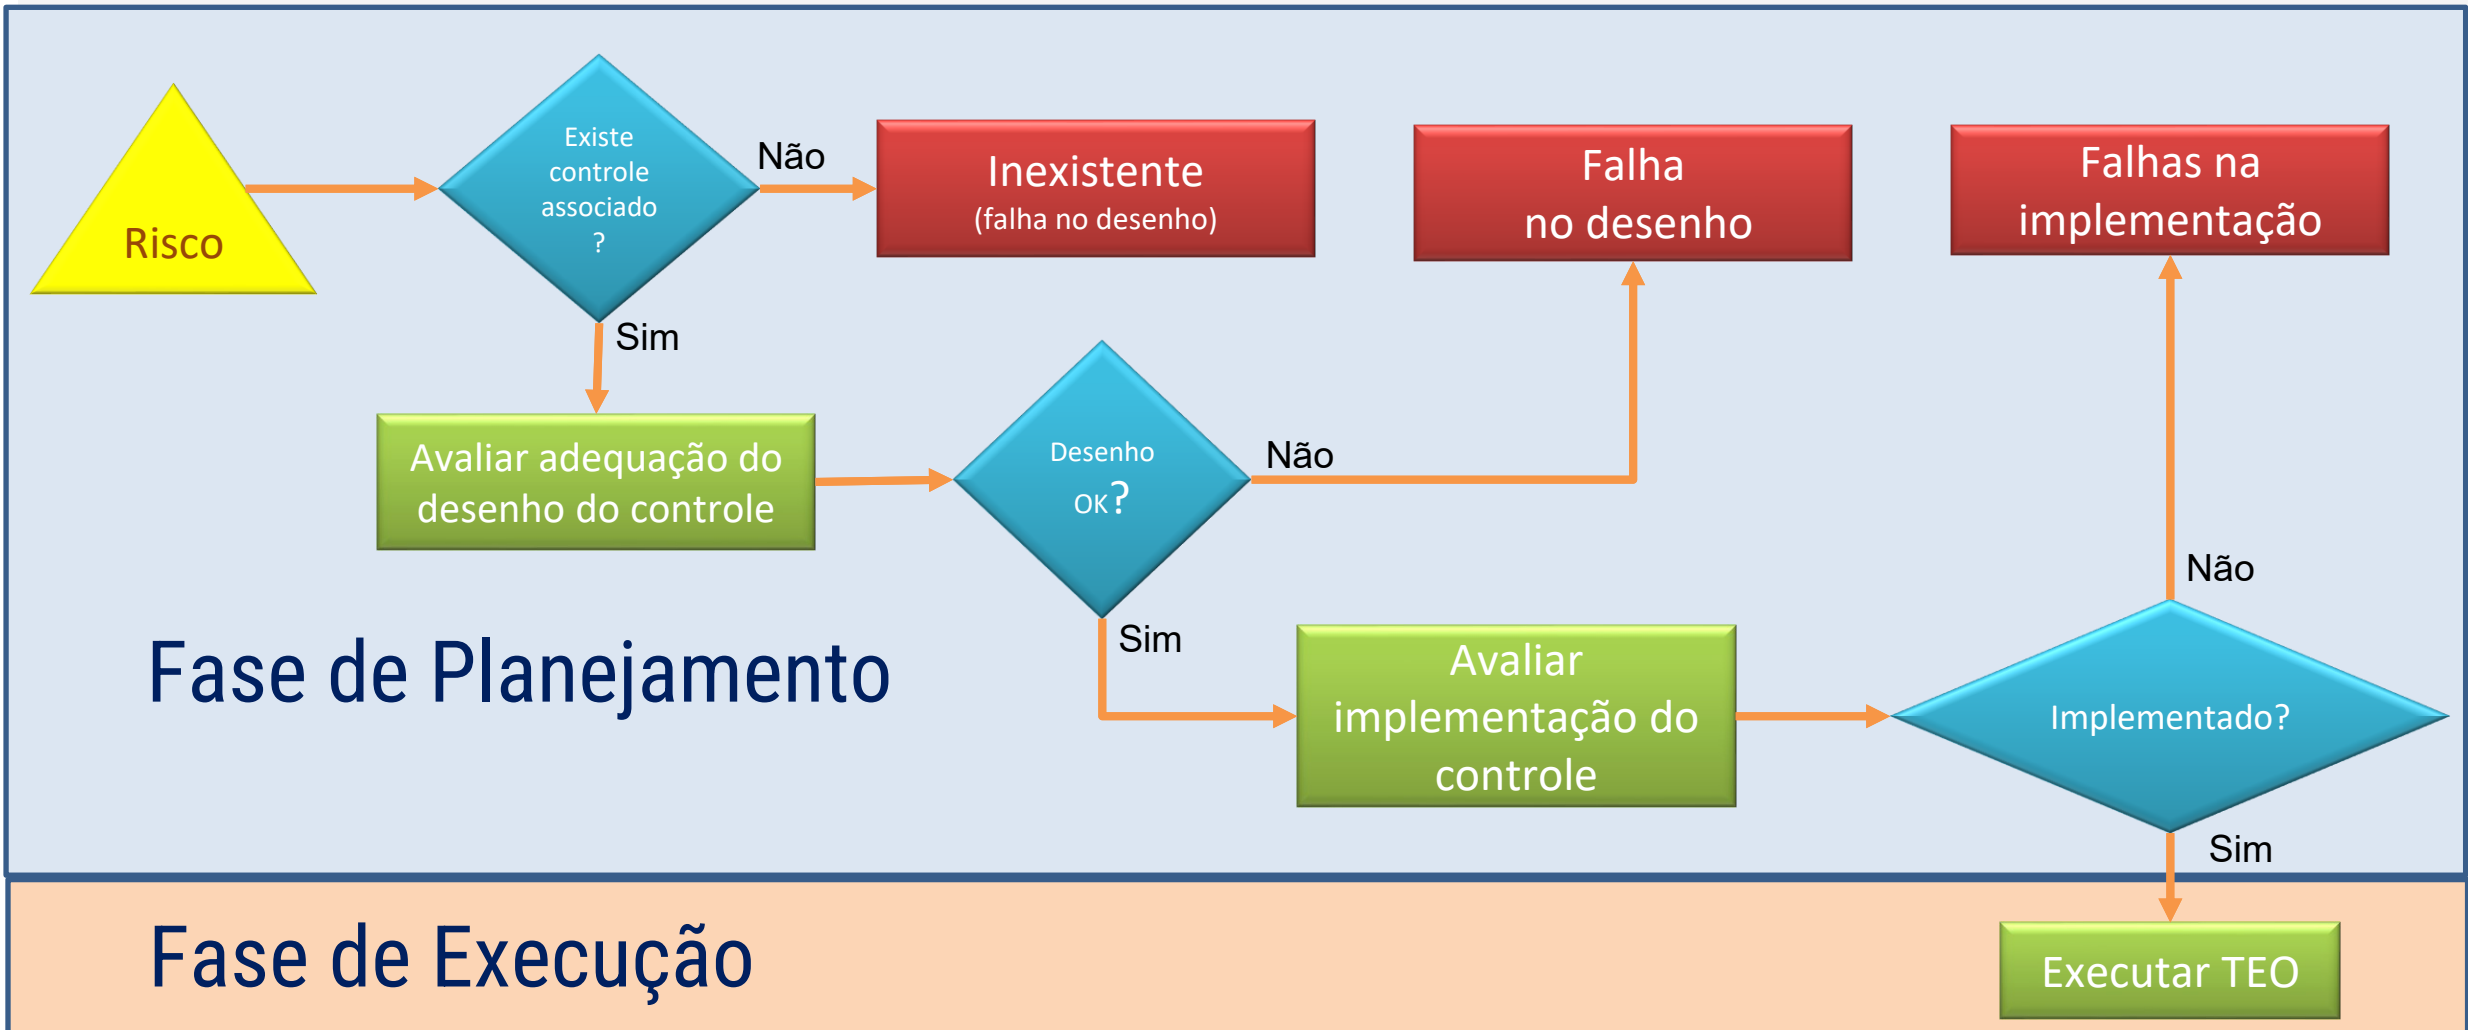 Risco
Existe
controle
associado
?
Não
Inexistente
(falha no desenho)
Falha
no desenho
Falhas na
implementação
Sim
Avaliar adequação do
desenho do controle
Desenho
OK?
Não
Sim
Avaliar
implementação do
controle
Implementado?
Não
Sim
Fase de Planejamento
Fase de Execução
Executar TEO